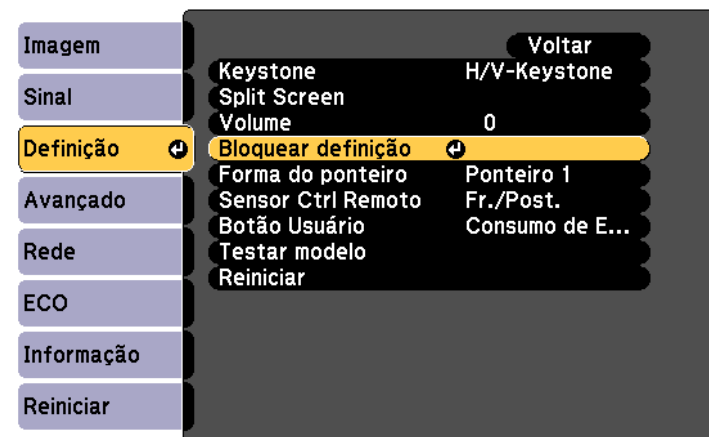 Imagem
Sinal
Definição
Avançado
Rede
ECO
Informação
Reiniciar
Voltar
Keystone H/V-Keystone
Split Screen
Volume 0
Bloquear definição
Forma do ponteiro Ponteiro 1
Sensor Ctrl Remoto Fr./Post.
Botão Usuário Consumo de E...
Testar modelo
Reiniciar